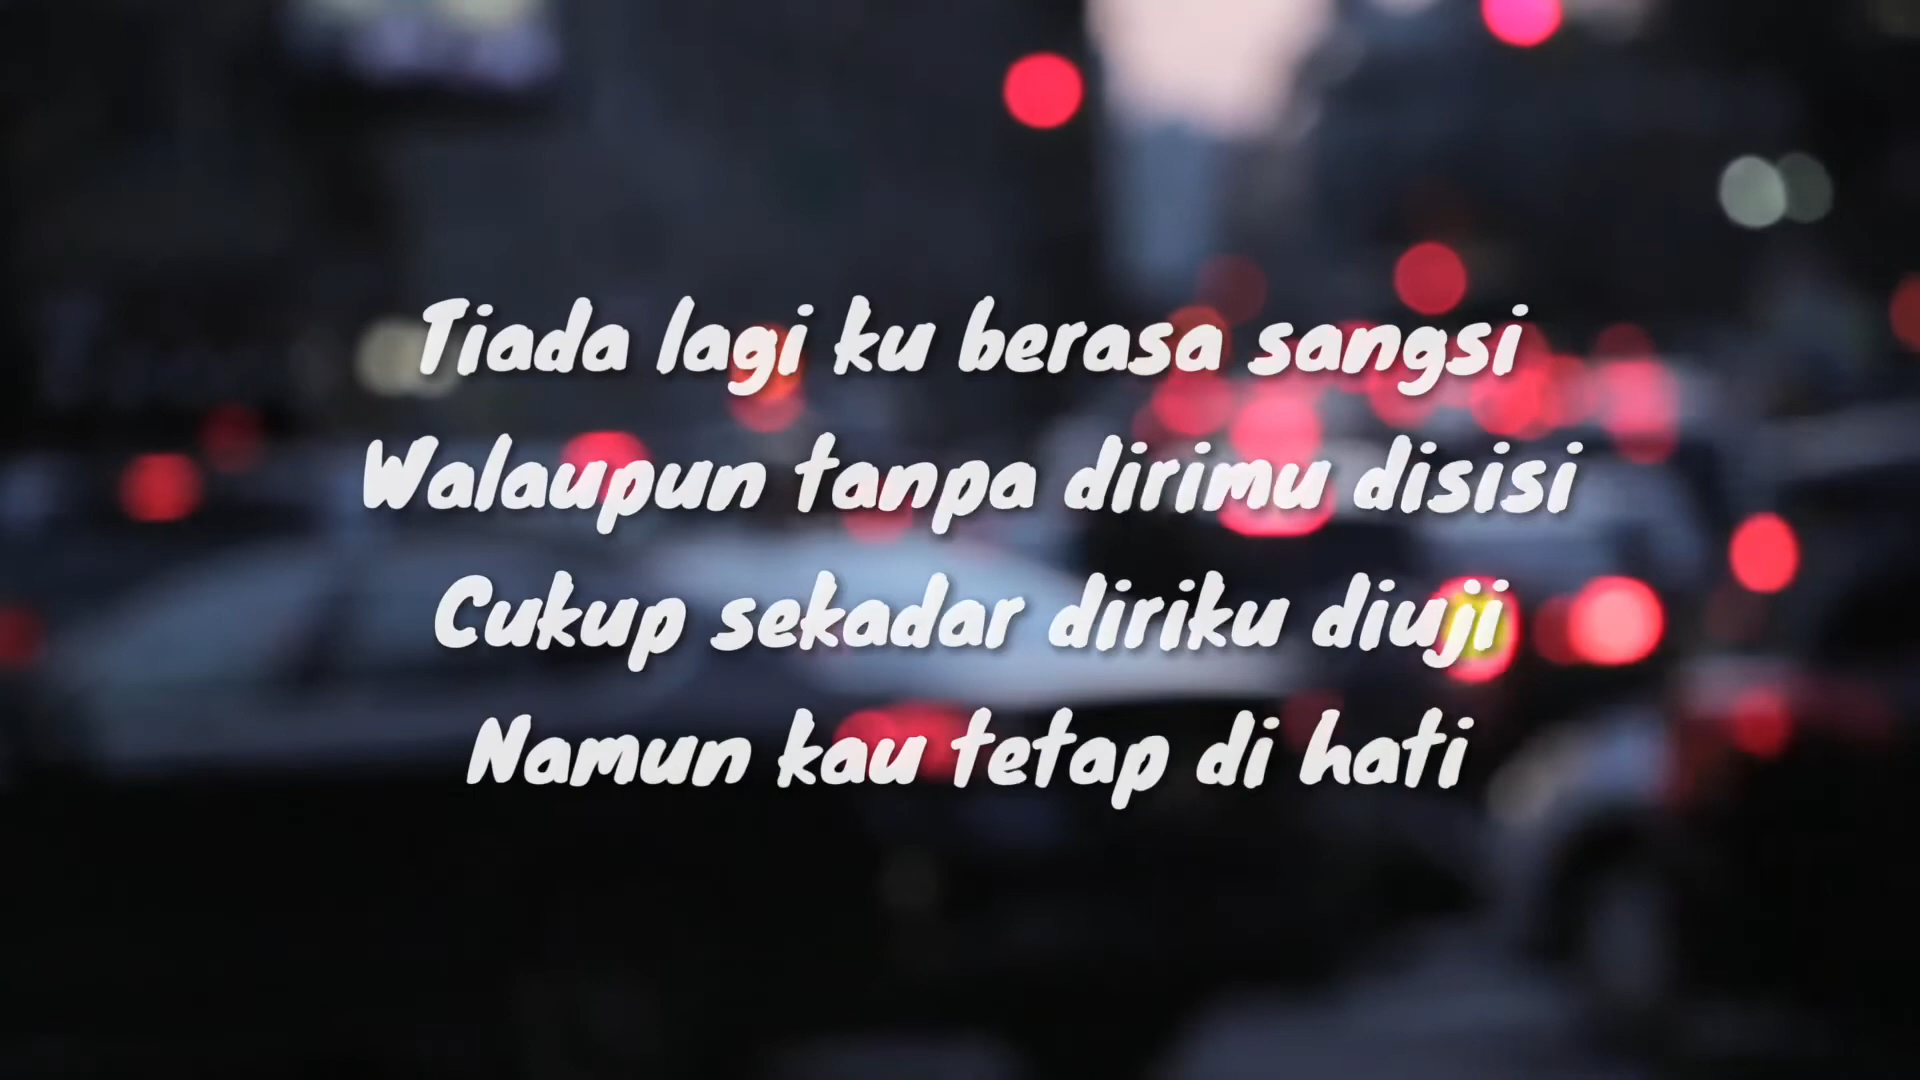 Tiada lagi ku berasa sangsi
Walaupun tanpa dirimu disisi
Cukup sekadar diriku diuji
Namun kau tetap di hati